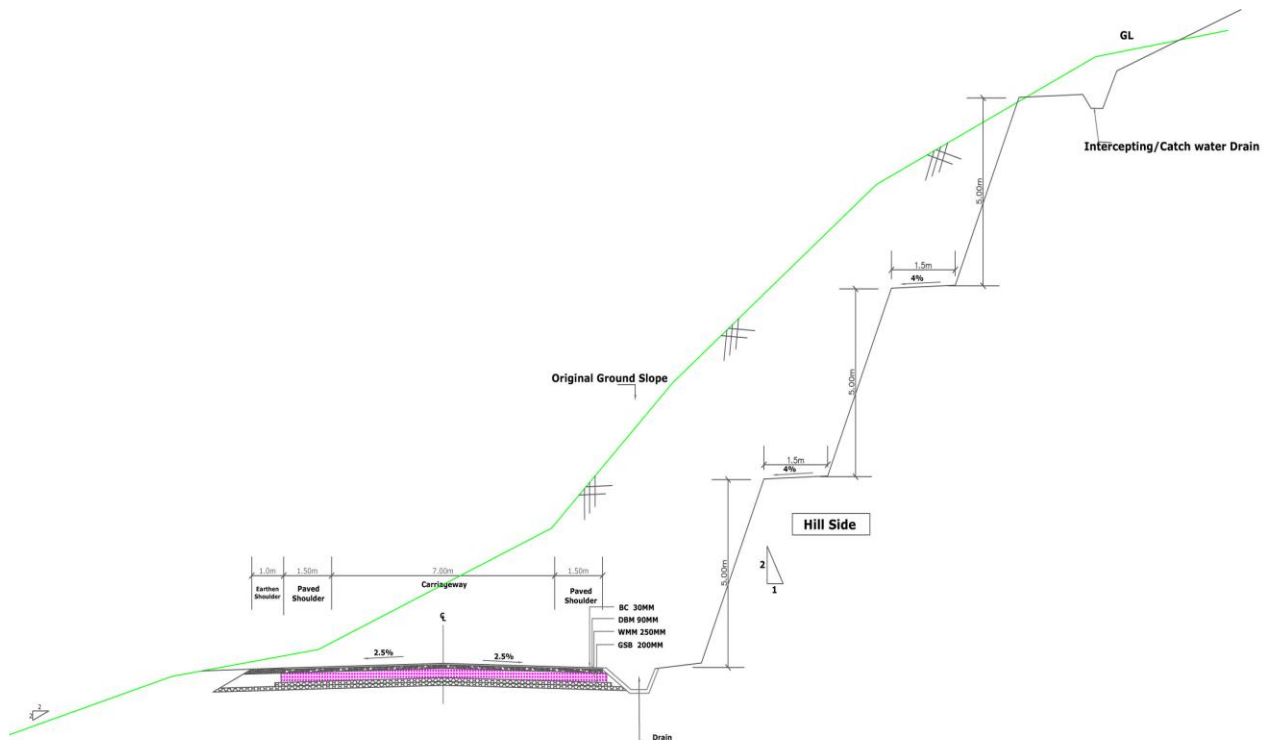 GL
Intercepting/Catch water Drain
5.00m
1.5m
4%
5.00m
Original Ground Slope
1.5m
4%
Hill Side
2
1
5.00m
1.0m
1.50m
7.00m
1.50m
Earthen
Shoulder
Paved
Shoulder
Carriageway
Paved
Shoulder
BC 30MM
DBM 90MM
WMM 250MM
GSB 200MM
℄
2.5%
2.5%
2
2
Drain